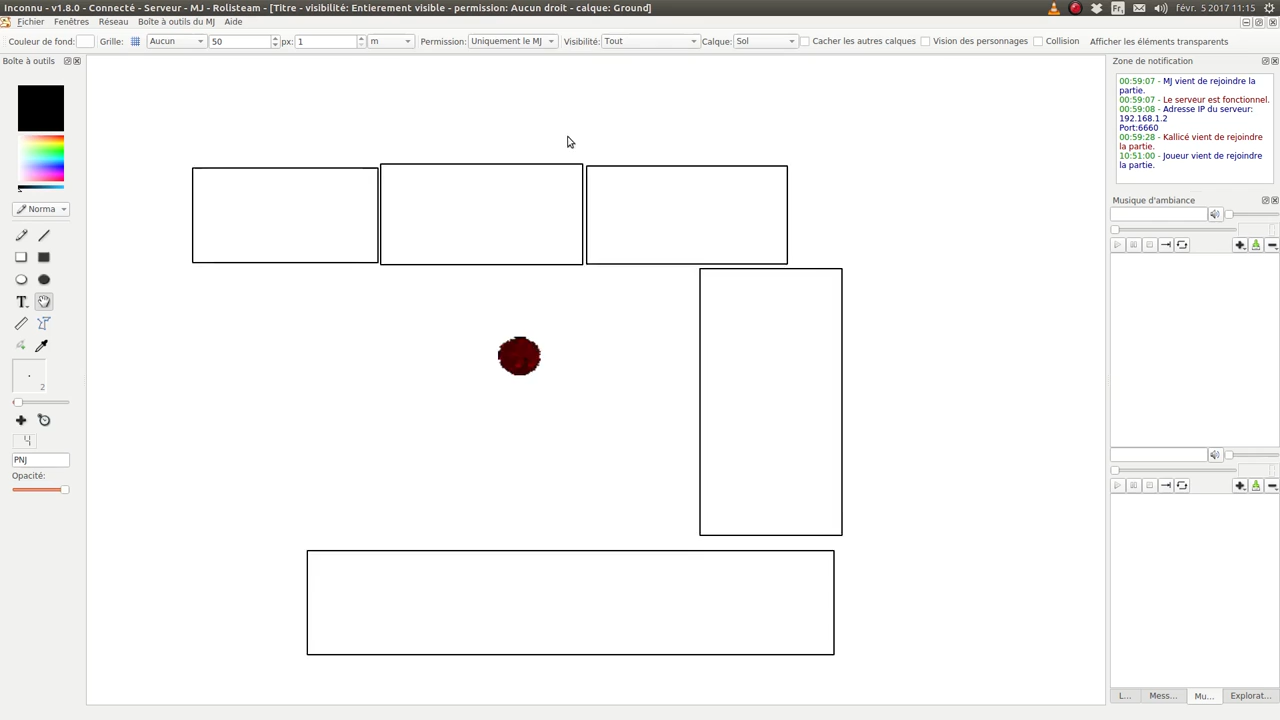 Inconnu - v1.8.0 - Connecté - Serveur - MJ - Rolisteam - [Titre - visibilité: Entierement visible - permission: Aucun droit - calque: Ground]
Fr₁
févr. 5 2017 11:15
Fichier Fenêtres Réseau Boîte à outils du MJ Aide
Couleur de fond: Grille: Aucun 50 px: 1 m Permission: Uniquement le MJ Visibilité: Tout Calque: Sol Cacher les autres calques Vision des personnages Collision Afficher les éléments transparents
Boîte à outils
Norma
2
PNJ
Opacité:
Zone de notification
00:59:07 - MJ vient de rejoindre la
partie.
00:59:07 - Le serveur est fonctionnel.
00:59:08 - Adresse IP du serveur:
192.168.1.2
Port:6660
00:59:28 - Kallicé vient de rejoindre
la partie.
10:51:00 - Joueur vient de rejoindre
la partie.
Musique d'ambiance
L... Mess... Mu... Explorat...